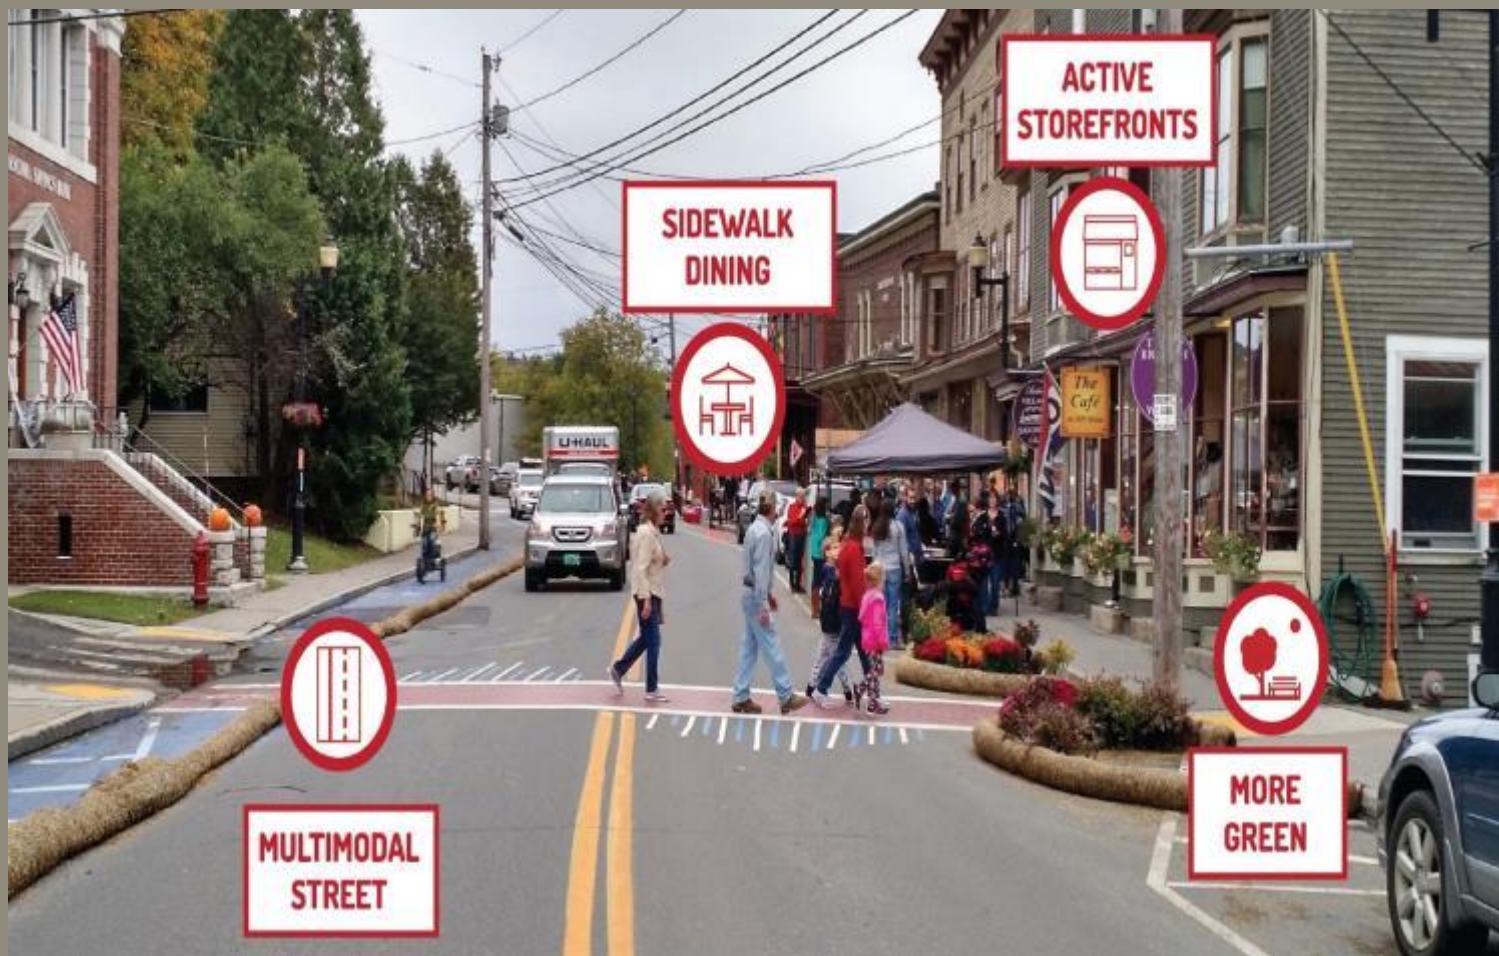 ACTIVE
STOREFRONTS
SIDEWALK
DINING
The
Café
U-HAUL
MULTIMODAL
STREET
MORE
GREEN